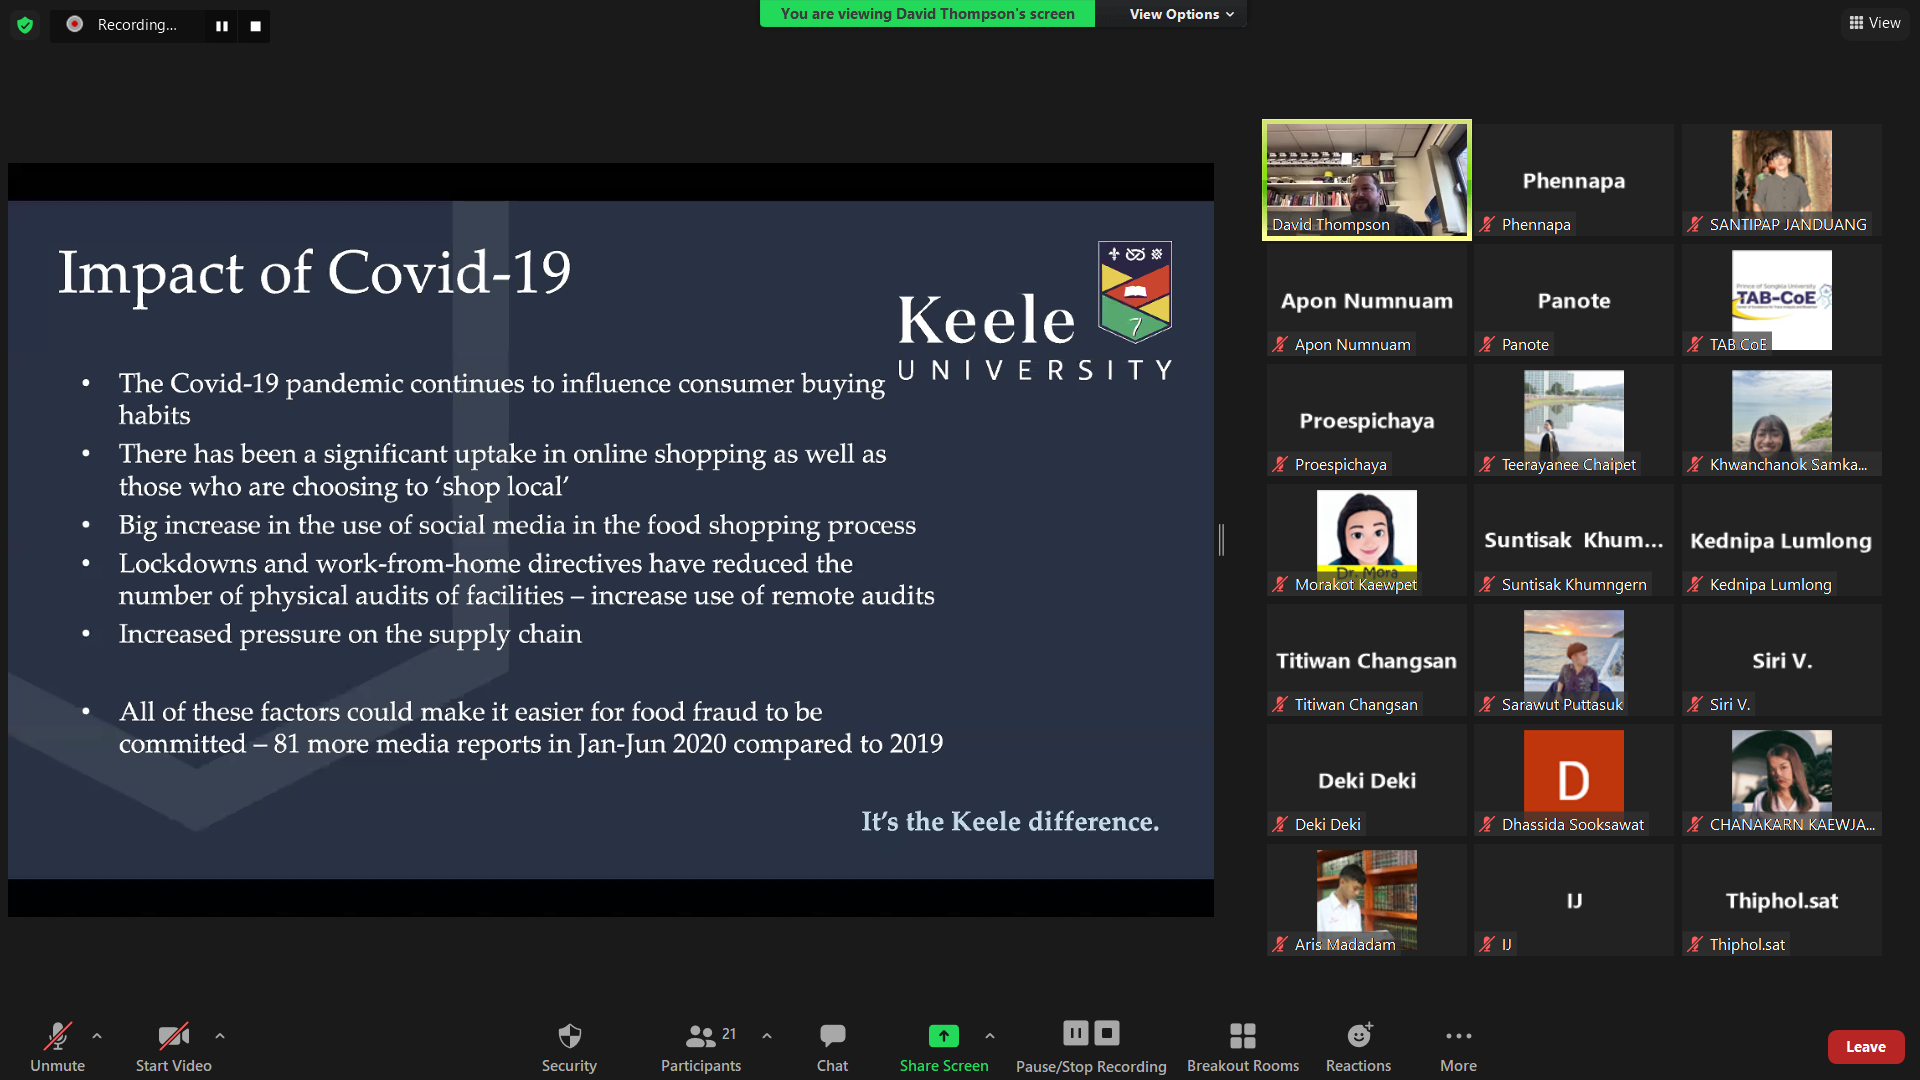 Recording...
You are viewing David Thompson's screen
View Options
View
Impact of Covid-19
Keele
UNIVERSITY
• The Covid-19 pandemic continues to influence consumer buying
habits
• There has been a significant uptake in online shopping as well as
those who are choosing to ‘shop local’
• Big increase in the use of social media in the food shopping process
• Lockdowns and work-from-home directives have reduced the
number of physical audits of facilities – increase use of remote audits
• Increased pressure on the supply chain
• All of these factors could make it easier for food fraud to be
committed – 81 more media reports in Jan-Jun 2020 compared to 2019
It’s the Keele difference.
David Thompson
Phennapa
Phennapa
SANTIPAP JANDUANG
Apon Numnuam
Apon Numnuam
Panote
Panote
Prince of Songkla University
TAB-CoE
TAB CoE
Proespichaya
Proespichaya
Teerayanee Chaipet
Khwanchanok Samka...
Dr. Mora
Morakot Kaewpet
Suntisak Khum...
Suntisak Khumngern
Kednipa Lumlong
Kednipa Lumlong
Titiwan Changsan
Titiwan Changsan
Sarawut Puttasuk
Siri V.
Siri V.
Deki Deki
Deki Deki
D
Dhassida Sooksawat
CHANAKARN KAEWJA...
Aris Madadam
IJ
IJ
Thiphol.sat
Thiphol.sat
Unmute
Start Video
Security
21
Participants
Chat
Share Screen
Pause/Stop Recording
Breakout Rooms
Reactions
More
Leave